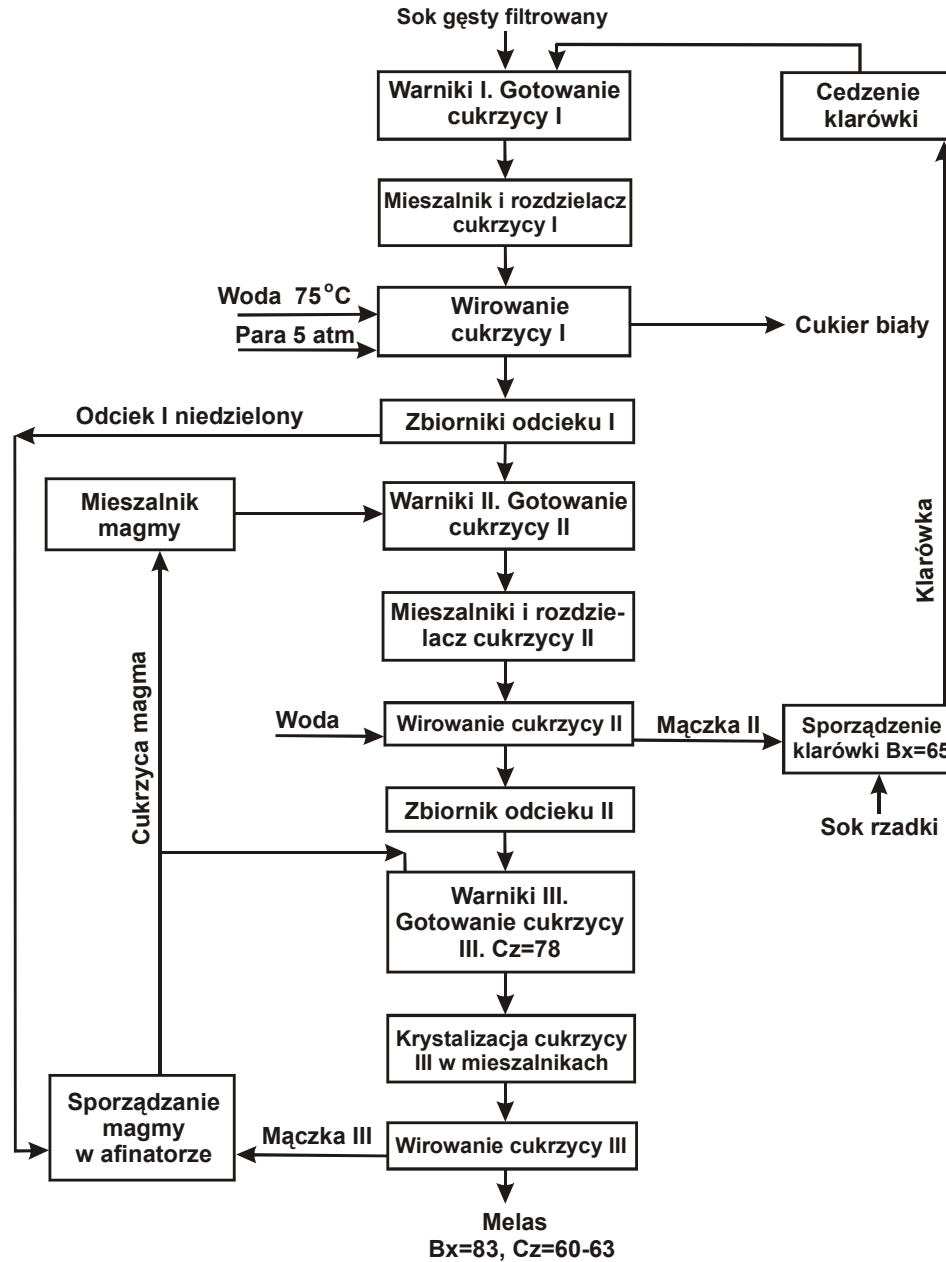 Sok gęsty filtrowany
Warniki I. Gotowanie
cukrzycy I
Cedzenie
klarówki
Mieszalnik i rozdzielacz
cukrzycy I
Woda 75°C
Para 5 atm
Wirowanie
cukrzycy I
Cukier biały
Odciek I niedzielony
Zbiorniki odcieku I
Mieszalnik
magmy
Warniki II. Gotowanie
cukrzycy II
Klarówka
Mieszalniki i rozdzie-
lacz cukrzycy II
Cukrzyca magma
Woda
Wirowanie cukrzycy II
Mączka II
Sporządzenie
klarówki Bx=65
Sok rzadki
Zbiornik odcieku II
Warniki III.
Gotowanie cukrzycy
III. Cz=78
Krystalizacja cukrzycy
III w mieszalnikach
Sporządzanie
magmy
w afinatorze
Mączka III
Wirowanie cukrzycy III
Melas
Bx=83, Cz=60-63